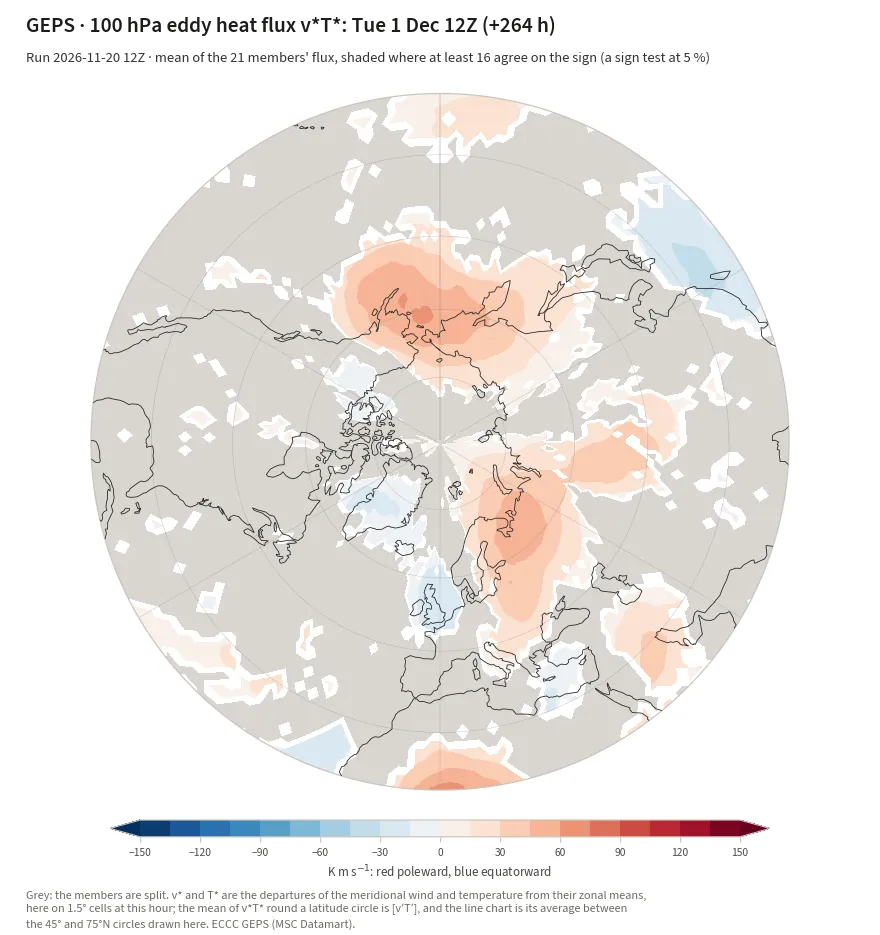 GEPS · 100 hPa eddy heat flux v*T*: Tue 1 Dec 12Z (+264 h)
Run 2026-11-20 12Z · mean of the 21 members' flux, shaded where at least 16 agree on the sign (a sign test at 5 %)
−150 −120 −90 −60 −30 0 30 60 90 120 150
K m s⁻¹: red poleward, blue equatorward
Grey: the members are split. v* and T* are the departures of the meridional wind and temperature from their zonal means,
here on 1.5° cells at this hour; the mean of v*T* round a latitude circle is [v′T′], and the line chart is its average between
the 45° and 75°N circles drawn here. ECCC GEPS (MSC Datamart).